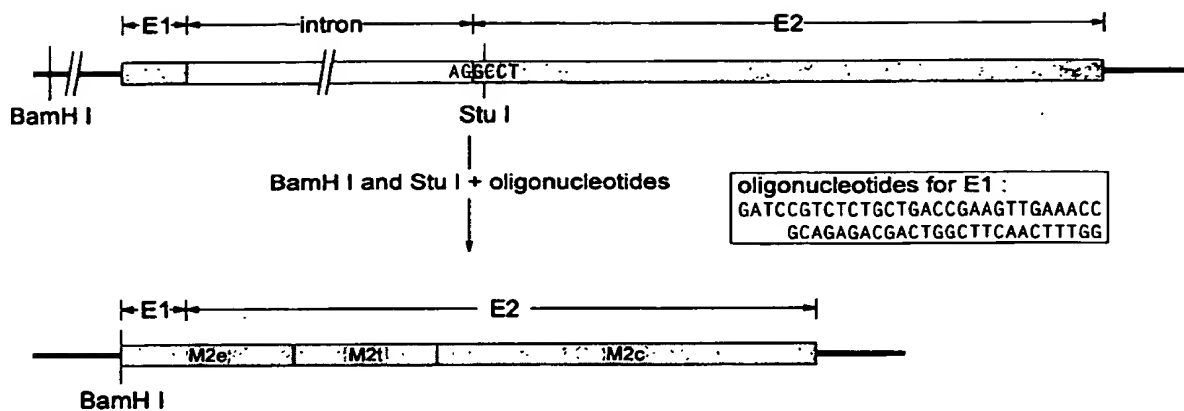 E1
intron
E2
AGGCCT
BamH I
Stu I
BamH I and Stu I + oligonucleotides
oligonucleotides for E1 :
GATCCGTCTCTGCTGACCGAAGTTGAAACC
GCAGAGACGACTGGCTTCAACTTTGG
E1
E2
M2e
M2t
M2c
BamH I